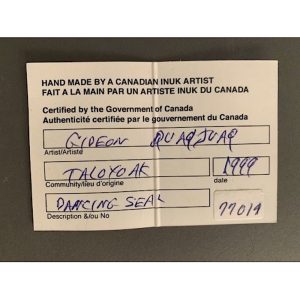 HAND MADE BY A CANADIAN INUK ARTIST
FAIT A LA MAIN PAR UN ARTISTE INUK DU CANADA
Certified by the Government of Canada
Authenticité certifiée par le gouvernement du Canada
GIDEON QUAQJUAQ
Artist/Artiste
TALOYOAK 1999
Community/lieu d'origine date
DANCING SEAL 77011
Description &/ou No